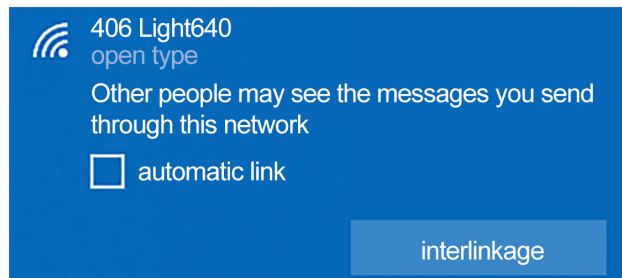 406 Light640
open type
Other people may see the messages you send
through this network
automatic link
interlinkage